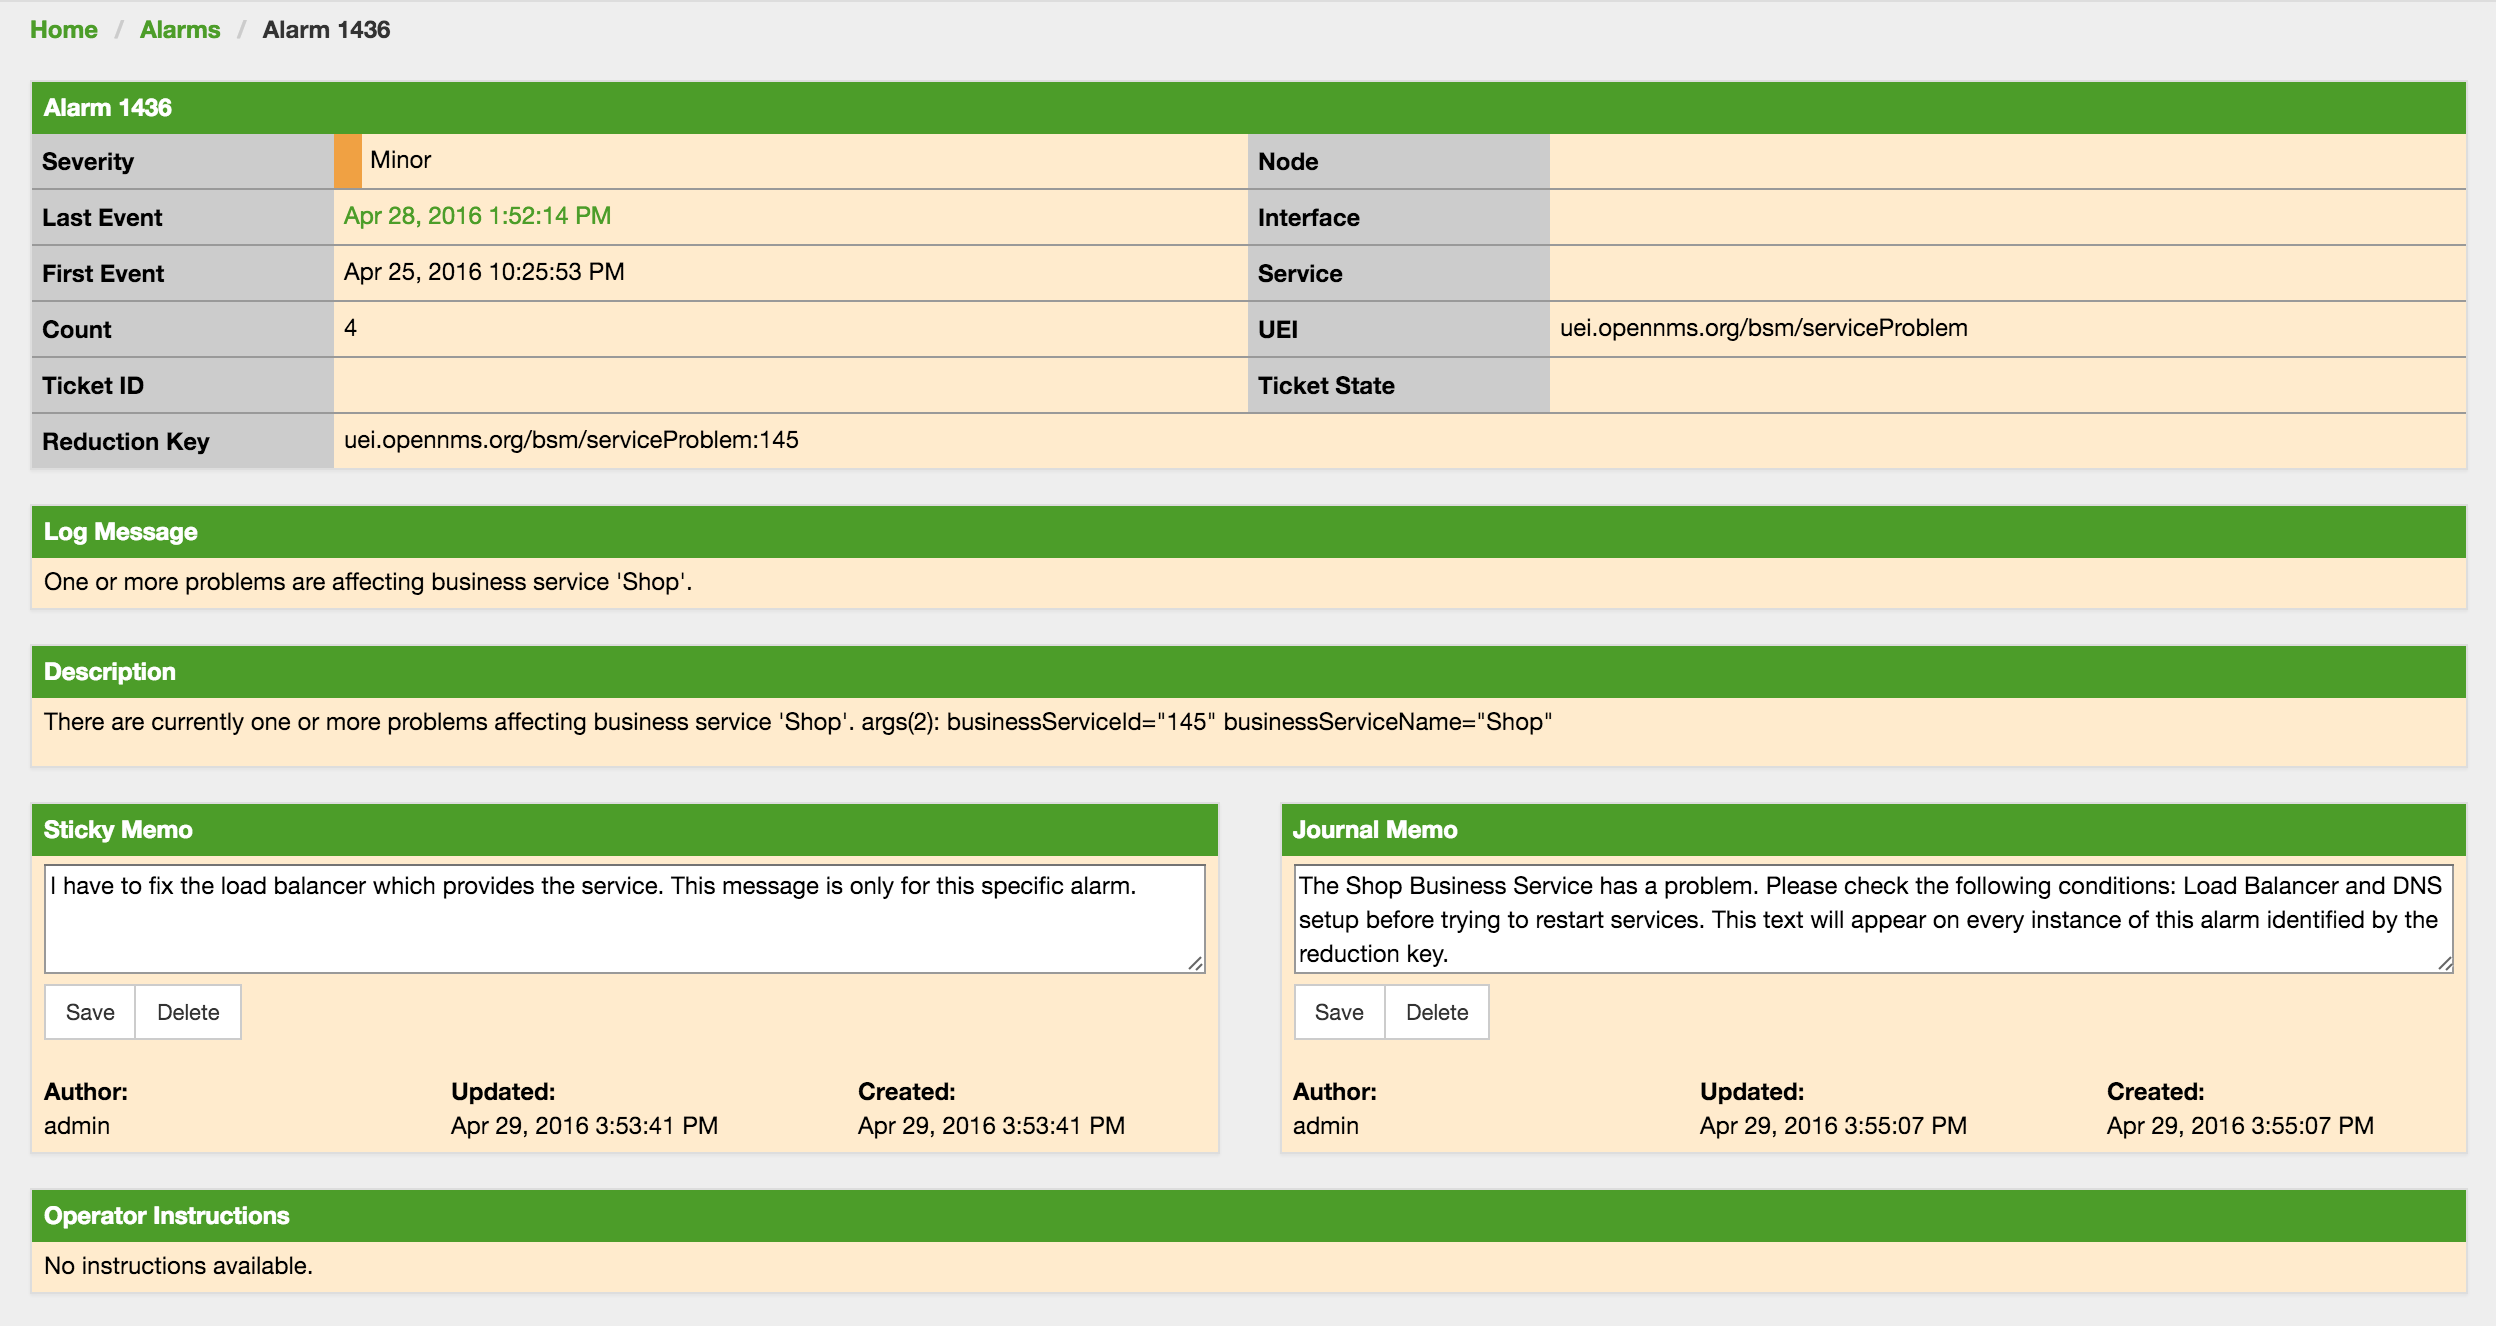 Home / Alarms / Alarm 1436
Alarm 1436
Severity Minor Node
Last Event Apr 28, 2016 1:52:14 PM Interface
First Event Apr 25, 2016 10:25:53 PM Service
Count 4 UEI uei.opennms.org/bsm/serviceProblem
Ticket ID Ticket State
Reduction Key uei.opennms.org/bsm/serviceProblem:145
Log Message
One or more problems are affecting business service 'Shop'.
Description
There are currently one or more problems affecting business service 'Shop'. args(2): businessServiceId="145" businessServiceName="Shop"
Sticky Memo
I have to fix the load balancer which provides the service. This message is only for this specific alarm.
Save Delete
Author: Updated: Created:
admin Apr 29, 2016 3:53:41 PM Apr 29, 2016 3:53:41 PM
Journal Memo
The Shop Business Service has a problem. Please check the following conditions: Load Balancer and DNS
setup before trying to restart services. This text will appear on every instance of this alarm identified by the
reduction key.
Save Delete
Author: Updated: Created:
admin Apr 29, 2016 3:55:07 PM Apr 29, 2016 3:55:07 PM
Operator Instructions
No instructions available.